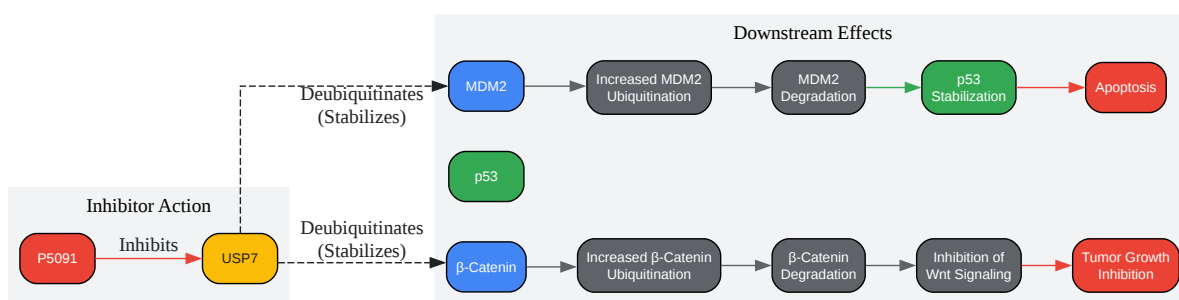 Downstream Effects
MDM2
Increased MDM2
Ubiquitination
MDM2
Degradation
p53
Stabilization
Apoptosis
Deubiquitinates
(Stabilizes)
p53
Inhibitor Action
P5091
Inhibits
USP7
Deubiquitinates
(Stabilizes)
β-Catenin
Increased β-Catenin
Ubiquitination
β-Catenin
Degradation
Inhibition of
Wnt Signaling
Tumor Growth
Inhibition